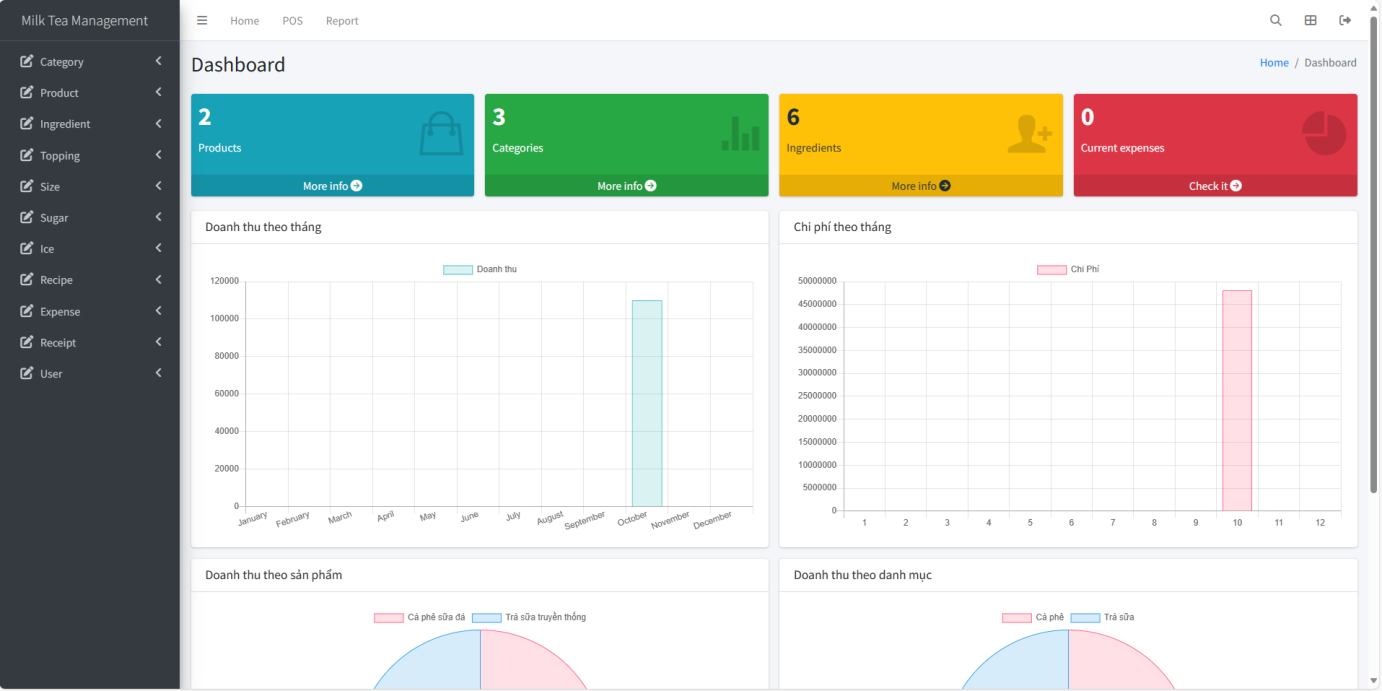 Milk Tea Management
Home POS Report
Category
Product
Ingredient
Topping
Size
Sugar
Ice
Recipe
Expense
Receipt
User
Dashboard
Home / Dashboard
2
Products
More info
3
Categories
More info
6
Ingredients
More info
0
Current expenses
Check it
Doanh thu theo tháng
Doanh thu
120000
100000
80000
60000
40000
20000
0
January February March April May June July August September October November December
Chi phí theo tháng
Chi Phí
50000000
45000000
40000000
35000000
30000000
25000000
20000000
15000000
10000000
5000000
0
1 2 3 4 5 6 7 8 9 10 11 12
Doanh thu theo sản phẩm
Cà phê sữa đá Trà sữa truyền thống
Doanh thu theo danh mục
Cà phê Trà sữa